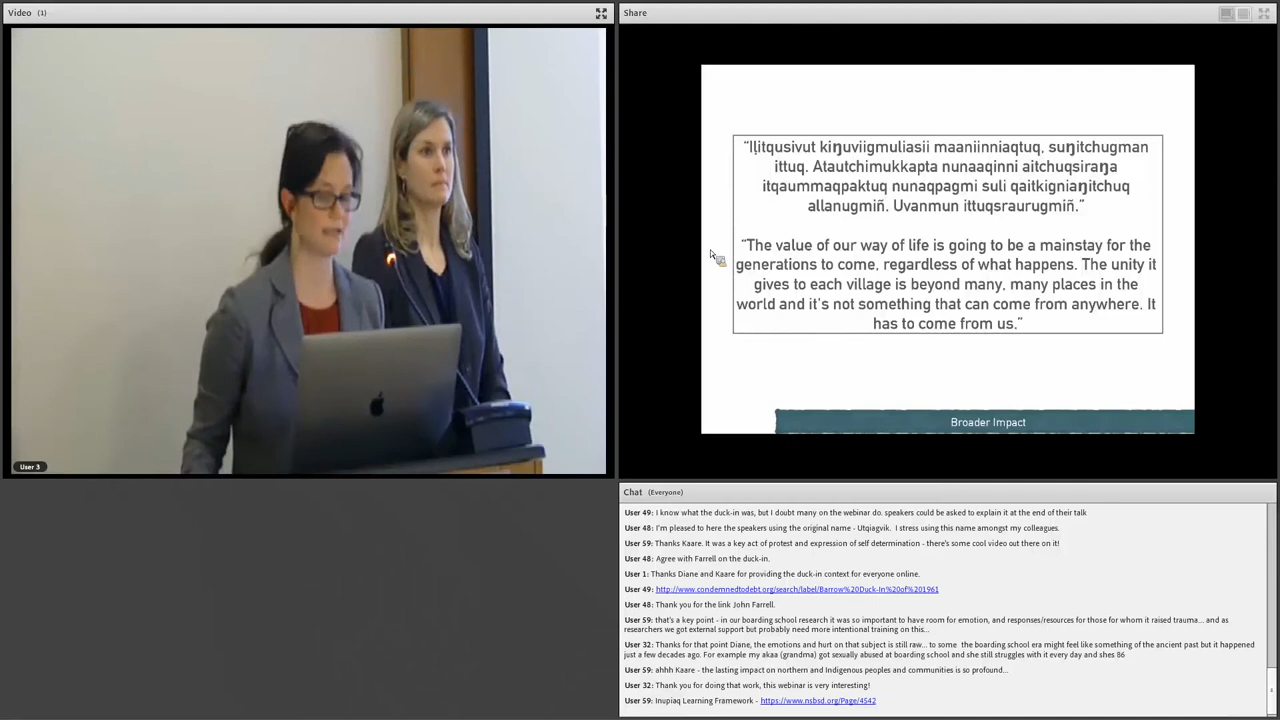 Video (1)
Share
User 3
"Iḷitqusivut kiŋuviigmuliasii maaniinniaqtuq, suŋitchugman
ittuq. Atautchimukkapta nunaaqinni aitchuqsiraŋa
itqaummaqpaktuq nunaqpagmi suli qaitkigniaŋitchuq
allanugmiñ. Uvanmun ittuqsraurugmiñ."
"The value of our way of life is going to be a mainstay for the
generations to come, regardless of what happens. The unity it
gives to each village is beyond many, many places in the
world and it's not something that can come from anywhere. It
has to come from us."
Broader Impact
Chat (Everyone)
User 49: I know what the duck-in was, but I doubt many on the webinar do. speakers could be asked to explain it at the end of their talk
User 48: I'm pleased to here the speakers using the original name - Utqiagvik. I stress using this name amongst my colleagues.
User 59: Thanks Kaare. It was a key act of protest and expression of self determination - there's some cool video out there on it!
User 48: Agree with Farrell on the duck-in.
User 1: Thanks Diane and Kaare for providing the duck-in context for everyone online.
User 49: http://www.condemnedtodebt.org/search/label/Barrow%20Duck-In%20of%201961
User 48: Thank you for the link John Farrell.
User 59: that's a key point - in our boarding school research it was so important to have room for emotion, and responses/resources for those for whom it raised trauma... and as
researchers we got external support but probably need more intentional training on this...
User 32: Thanks for that point Diane, the emotions and hurt on that subject is still raw... to some the boarding school era might feel like something of the ancient past but it happened
just a few decades ago. For example my akaa (grandma) got sexually abused at boarding school and she still struggles with it every day and shes 86
User 59: ahhh Kaare - the lasting impact on northern and Indigenous peoples and communities is so profound...
User 32: Thank you for doing that work, this webinar is very interesting!
User 59: Inupiaq Learning Framework - https://www.nsbsd.org/Page/4542